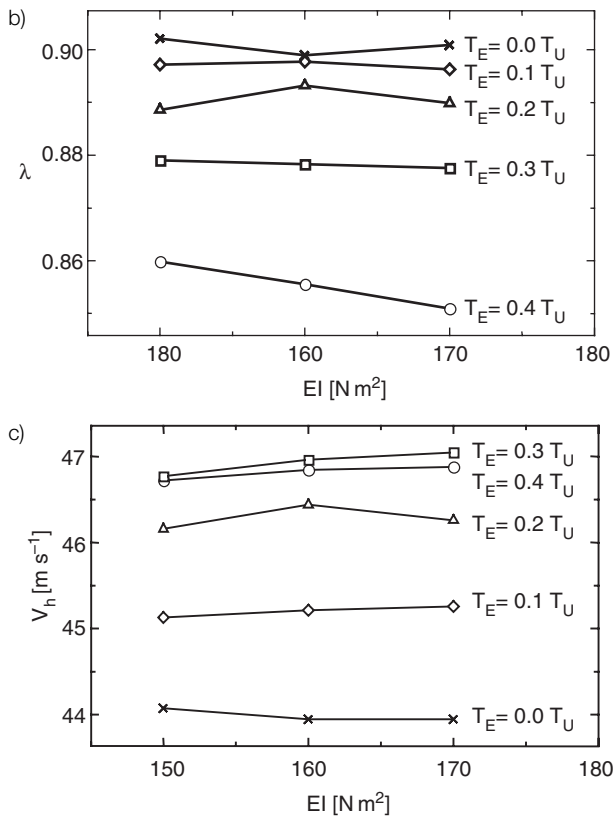 b)
0.90
0.88
0.86
λ
T_E= 0.0 T_U
T_E= 0.1 T_U
T_E= 0.2 T_U
T_E= 0.3 T_U
T_E= 0.4 T_U
180 160 170 180
EI [N m²]
c)
47
46
45
44
V_h [m s⁻¹]
T_E= 0.3 T_U
T_E= 0.4 T_U
T_E= 0.2 T_U
T_E= 0.1 T_U
T_E= 0.0 T_U
150 160 170 180
EI [N m²]